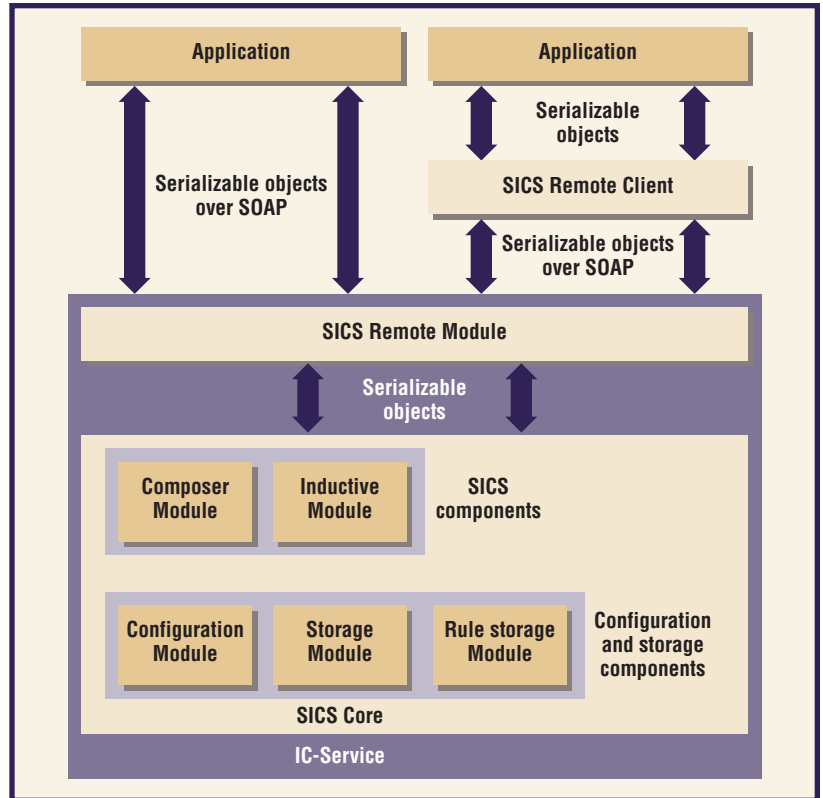 Application
Application
Serializable
objects
Serializable objects
over SOAP
SICS Remote Client
Serializable objects
over SOAP
SICS Remote Module
Serializable
objects
Composer
Module
Inductive
Module
SICS
components
Configuration
Module
Storage
Module
Rule storage
Module
Configuration
and storage
components
SICS Core
IC-Service